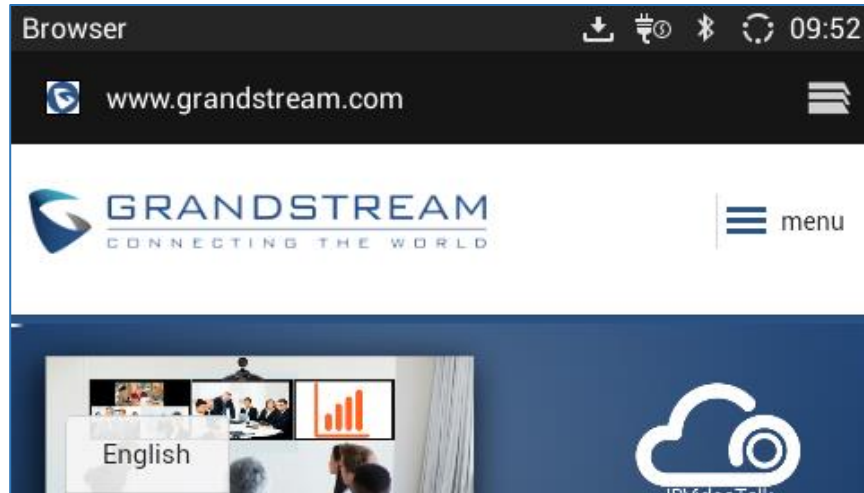 Browser
09:52
www.grandstream.com
GRANDSTREAM
CONNECTING THE WORLD
menu
English